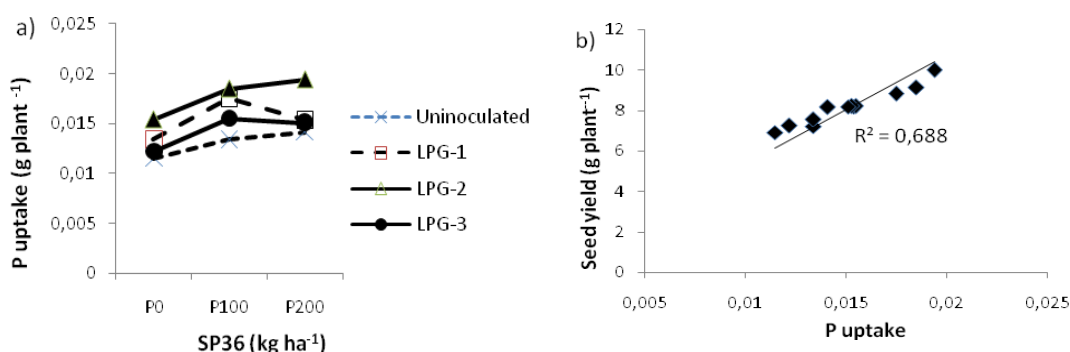 a)
0,025
0,02
0,015
0,01
0,005
0
P uptake (g plant -1)
P0 P100 P200
SP36 (kg ha-1)
Uninoculated
LPG-1
LPG-2
LPG-3
b)
12
10
8
6
4
2
0
Seed yield (g plant-1)
R² = 0,688
0,005 0,01 0,015 0,02 0,025
P uptake